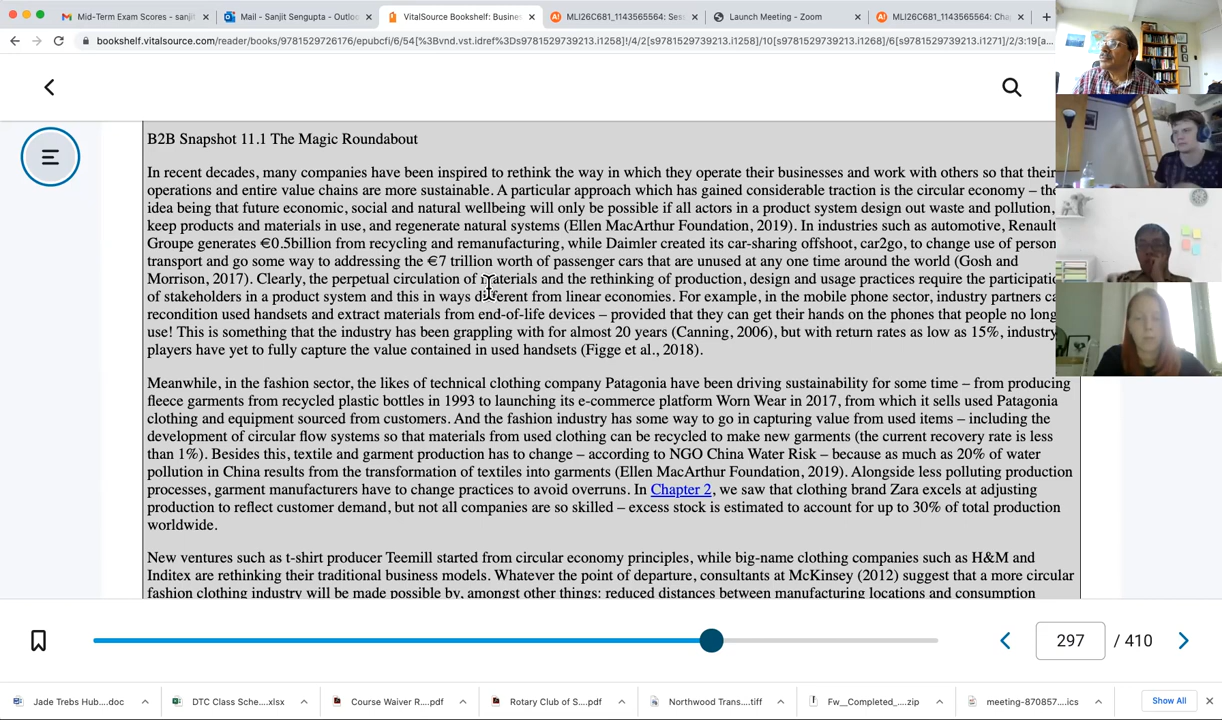 Mid-Term Exam Scores - sanjit
Mail - Sanjit Sengupta - Outloo
VitalSource Bookshelf: Busines
MLI26C681_1143565564: Ses
Launch Meeting - Zoom
MLI26C681_1143565564: Cha
bookshelf.vitalsource.com/reader/books/9781529726176/epubcfi/6/54[%3Bvnd.vst.idref%3Ds9781529739213.i1258]!/4/2[s9781529739213.i1258]/10[s9781529739213.i1268]/6[s9781529739213.i1271]/2/3:19[a...
B2B Snapshot 11.1 The Magic Roundabout
In recent decades, many companies have been inspired to rethink the way in which they operate their businesses and work with others so that their
operations and entire value chains are more sustainable. A particular approach which has gained considerable traction is the circular economy – the
idea being that future economic, social and natural wellbeing will only be possible if all actors in a product system design out waste and pollution,
keep products and materials in use, and regenerate natural systems (Ellen MacArthur Foundation, 2019). In industries such as automotive, Renault
Groupe generates €0.5billion from recycling and remanufacturing, while Daimler created its car-sharing offshoot, car2go, to change use of person
transport and go some way to addressing the €7 trillion worth of passenger cars that are unused at any one time around the world (Gosh and
Morrison, 2017). Clearly, the perpetual circulation of materials and the rethinking of production, design and usage practices require the participati
of stakeholders in a product system and this in ways different from linear economies. For example, in the mobile phone sector, industry partners ca
recondition used handsets and extract materials from end-of-life devices – provided that they can get their hands on the phones that people no long
use! This is something that the industry has been grappling with for almost 20 years (Canning, 2006), but with return rates as low as 15%, industry
players have yet to fully capture the value contained in used handsets (Figge et al., 2018).
Meanwhile, in the fashion sector, the likes of technical clothing company Patagonia have been driving sustainability for some time – from producing
fleece garments from recycled plastic bottles in 1993 to launching its e-commerce platform Worn Wear in 2017, from which it sells used Patagonia
clothing and equipment sourced from customers. And the fashion industry has some way to go in capturing value from used items – including the
development of circular flow systems so that materials from used clothing can be recycled to make new garments (the current recovery rate is less
than 1%). Besides this, textile and garment production has to change – according to NGO China Water Risk – because as much as 20% of water
pollution in China results from the transformation of textiles into garments (Ellen MacArthur Foundation, 2019). Alongside less polluting production
processes, garment manufacturers have to change practices to avoid overruns. In Chapter 2, we saw that clothing brand Zara excels at adjusting
production to reflect customer demand, but not all companies are so skilled – excess stock is estimated to account for up to 30% of total production
worldwide.
New ventures such as t-shirt producer Teemill started from circular economy principles, while big-name clothing companies such as H&M and
Inditex are rethinking their traditional business models. Whatever the point of departure, consultants at McKinsey (2012) suggest that a more circular
fashion clothing industry will be made possible by, amongst other things: reduced distances between manufacturing locations and consumption
297 / 410
Jade Trebs Hub....doc
DTC Class Sche....xlsx
Course Waiver R....pdf
Rotary Club of S....pdf
Northwood Trans....tiff
Fw__Completed_....zip
meeting-870857....ics
Show All